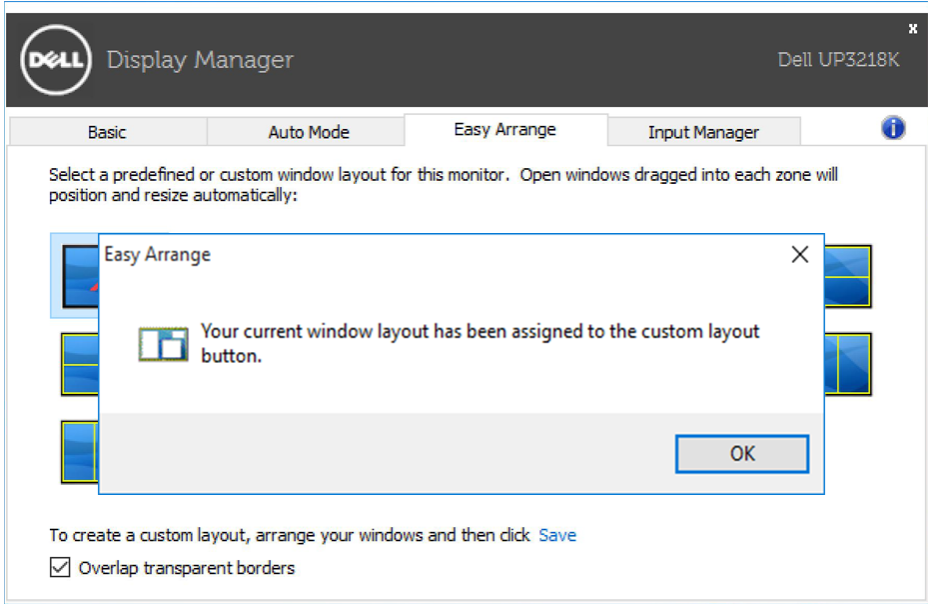 DELL Display Manager
x
Dell UP3218K
Basic
Auto Mode
Easy Arrange
Input Manager
i
Select a predefined or custom window layout for this monitor. Open windows dragged into each zone will
position and resize automatically:
Easy Arrange
Your current window layout has been assigned to the custom layout
button.
OK
To create a custom layout, arrange your windows and then click Save
Overlap transparent borders